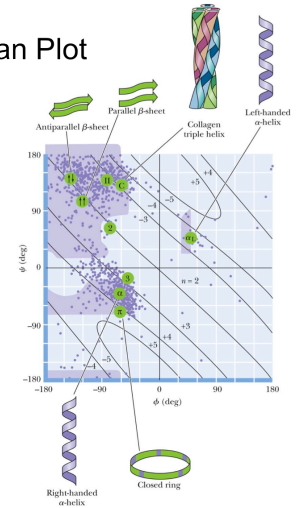 an Plot
Parallel β-sheet
Antiparallel β-sheet
Collagen
triple helix
Left-handed
α-helix
180
90
0
−90
−180
ψ (deg)
−180
−90
0
90
180
ϕ (deg)
↑↓
↑↑
II
C
2
3
α
π
αL
+4
+5
−5
−4
−3
n = 2
+3
+4
+5
−5
−4
Right-handed
α-helix
Closed ring